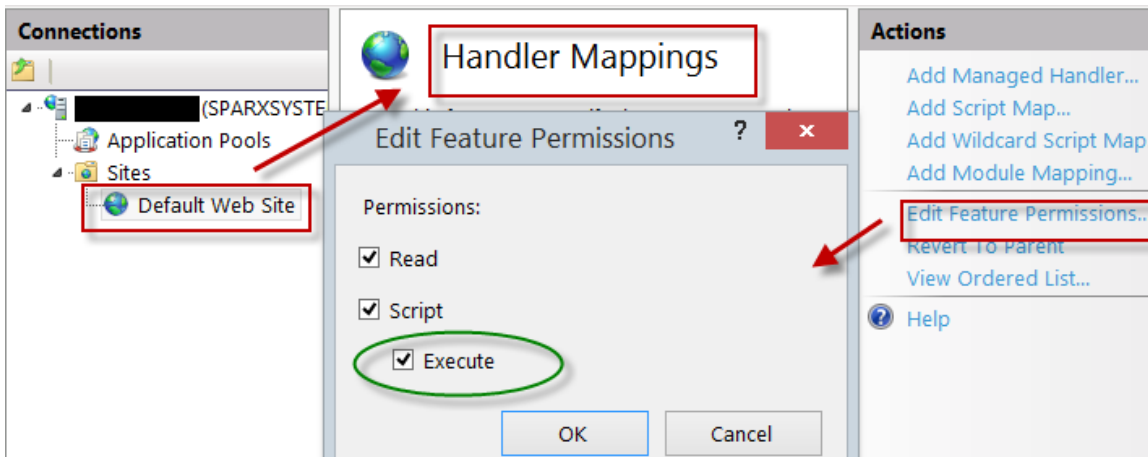 Connections
(SPARXSYSTE
Application Pools
Sites
Default Web Site
Handler Mappings
Edit Feature Permissions
?
x
Permissions:
Read
Script
Execute
OK
Cancel
Actions
Add Managed Handler...
Add Script Map...
Add Wildcard Script Map
Add Module Mapping...
Edit Feature Permissions...
Revert To Parent
View Ordered List...
Help